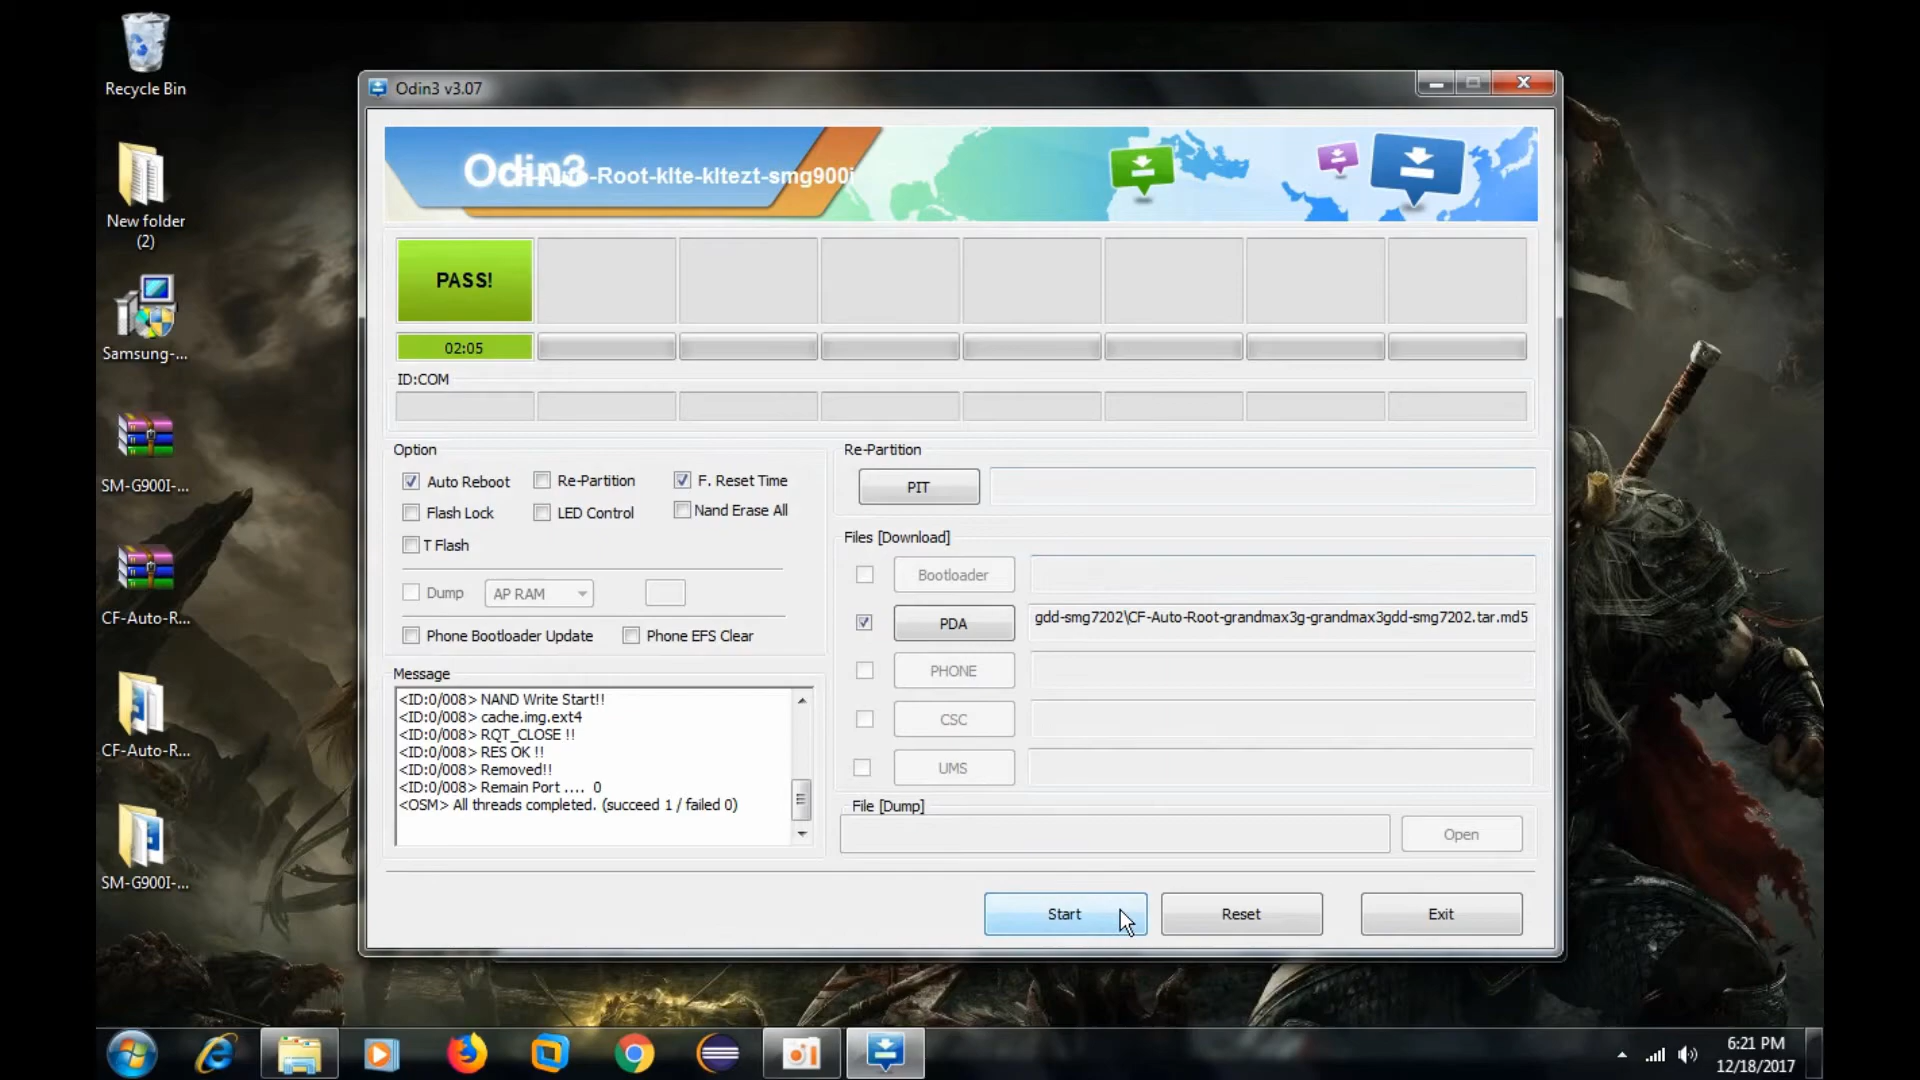 Recycle Bin
New folder
(2)
Samsung-...
SM-G900I-...
CF-Auto-R...
CF-Auto-R...
SM-G900I-...
Odin3 v3.07
Odin3
-Root-klte-kltezt-smg900i
PASS!
02:05
ID:COM
Option
Auto Reboot
Re-Partition
F. Reset Time
Flash Lock
LED Control
Nand Erase All
T Flash
Dump
AP RAM
Phone Bootloader Update
Phone EFS Clear
Message
<ID:0/008> NAND Write Start!!
<ID:0/008> cache.img.ext4
<ID:0/008> RQT_CLOSE !!
<ID:0/008> RES OK !!
<ID:0/008> Removed!!
<ID:0/008> Remain Port .... 0
<OSM> All threads completed. (succeed 1 / failed 0)
Re-Partition
PIT
Files [Download]
Bootloader
PDA
gdd-smg7202\CF-Auto-Root-grandmax3g-grandmax3gdd-smg7202.tar.md5
PHONE
CSC
UMS
File [Dump]
Open
Start
Reset
Exit
6:21 PM
12/18/2017